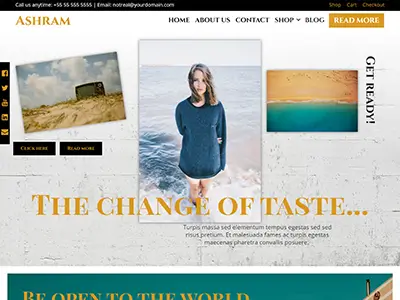 Call us anytime: +55 55 555 5555 | Email: notreal@yourdomain.com
Shop Cart Checkout
Ashram
HOME ABOUT US CONTACT SHOP BLOG READ MORE
Get ready!
Click here Read more
The change of taste...
Turpis massa sed elementum tempus egestas sed sed
risus pretium. Et malesuada fames ac turpis egestas
maecenas pharetra convallis posuere.
Be open to the world